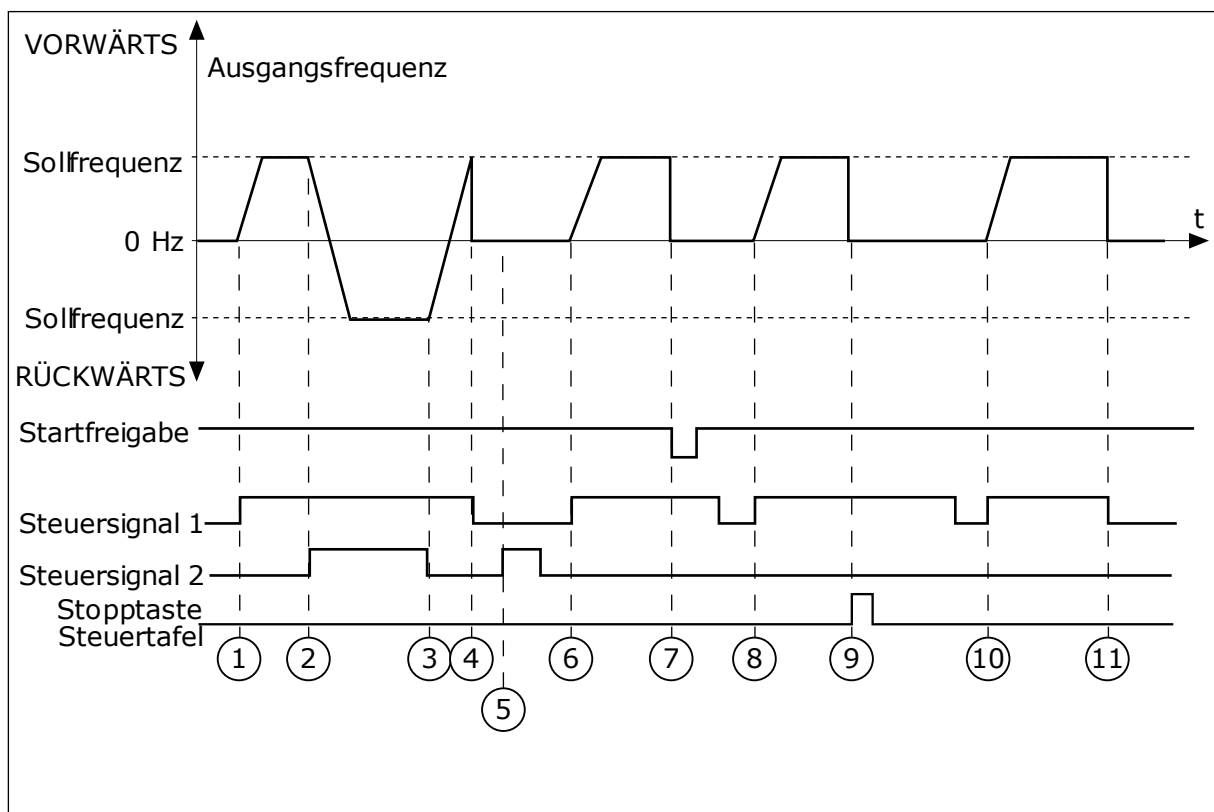 VORWÄRTS
Ausgangsfrequenz
Sollfrequenz
t
0 Hz
Sollfrequenz
RÜCKWÄRTS
Startfreigabe
Steuersignal 1
Steuersignal 2
Stopptaste
Steuertafel
1 2 3 4 6 7 8 9 10 11
5